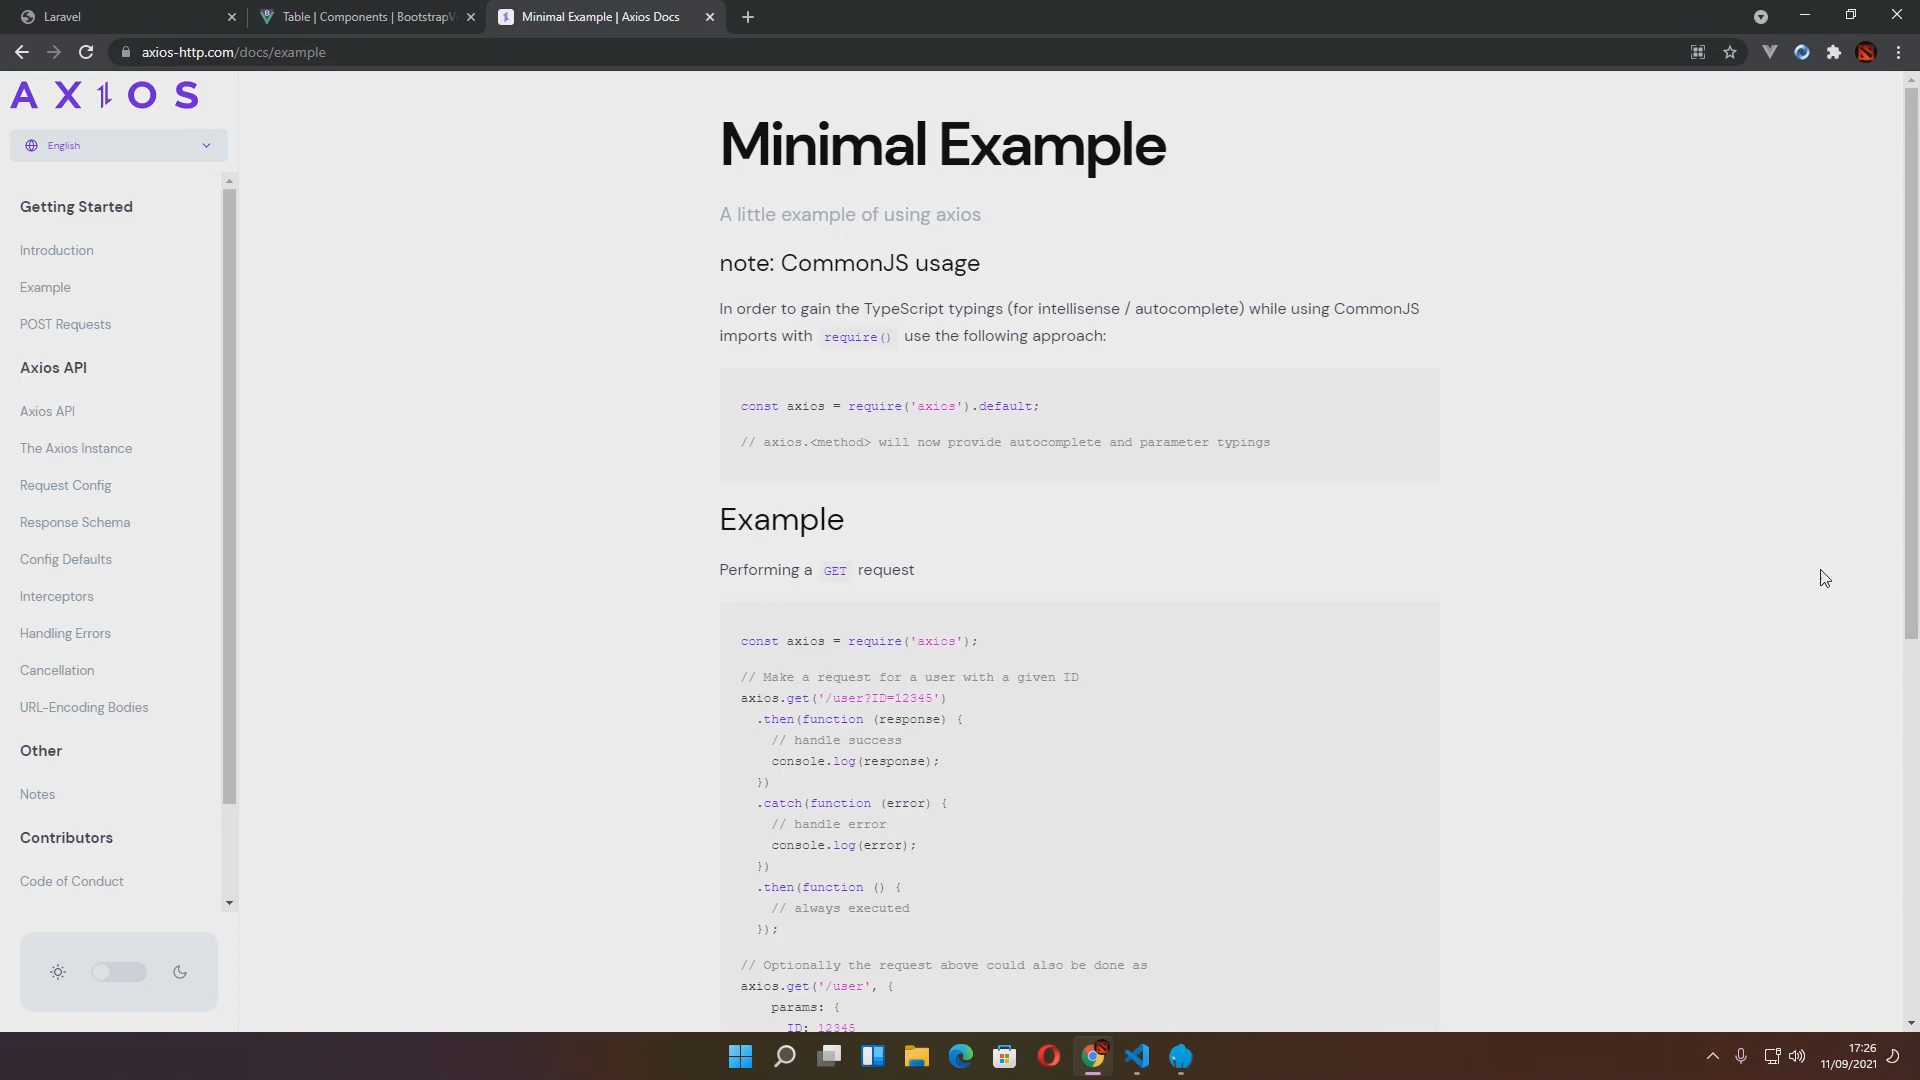 Laravel
Table | Components | BootstrapV
Minimal Example | Axios Docs
axios-http.com/docs/example
AXIOS
English
Getting Started
Introduction
Example
POST Requests
Axios API
Axios API
The Axios Instance
Request Config
Response Schema
Config Defaults
Interceptors
Handling Errors
Cancellation
URL-Encoding Bodies
Other
Notes
Contributors
Code of Conduct
Minimal Example
A little example of using axios
note: CommonJS usage
In order to gain the TypeScript typings (for intellisense / autocomplete) while using CommonJS
imports with require() use the following approach:
const axios = require('axios').default;
// axios.<method> will now provide autocomplete and parameter typings
Example
Performing a GET request
const axios = require('axios');
// Make a request for a user with a given ID
axios.get('/user?ID=12345')
.then(function (response) {
// handle success
console.log(response);
})
.catch(function (error) {
// handle error
console.log(error);
})
.then(function () {
// always executed
});
// Optionally the request above could also be done as
axios.get('/user', {
params: {
ID: 12345
17:26
11/09/2021